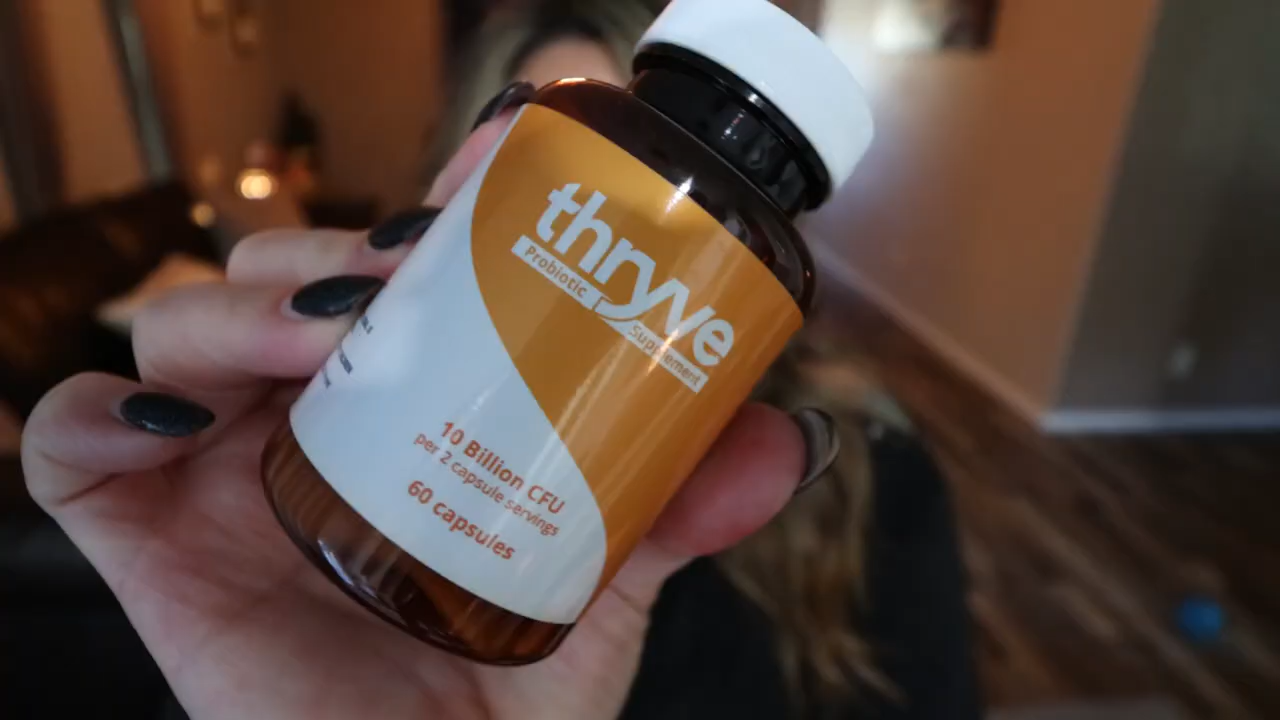 thryve
Probiotic Supplement
10 Billion CFU
per 2 capsule servings
60 capsules